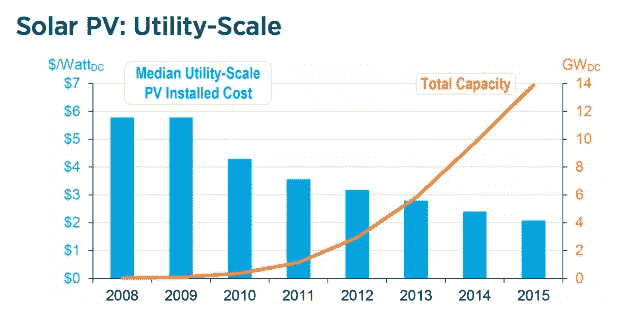 Solar PV: Utility-Scale
$/WattDC
GWDC
Median Utility-Scale
PV Installed Cost
Total Capacity
$7
$6
$5
$4
$3
$2
$1
$0
14
12
10
8
6
4
2
0
2008 2009 2010 2011 2012 2013 2014 2015